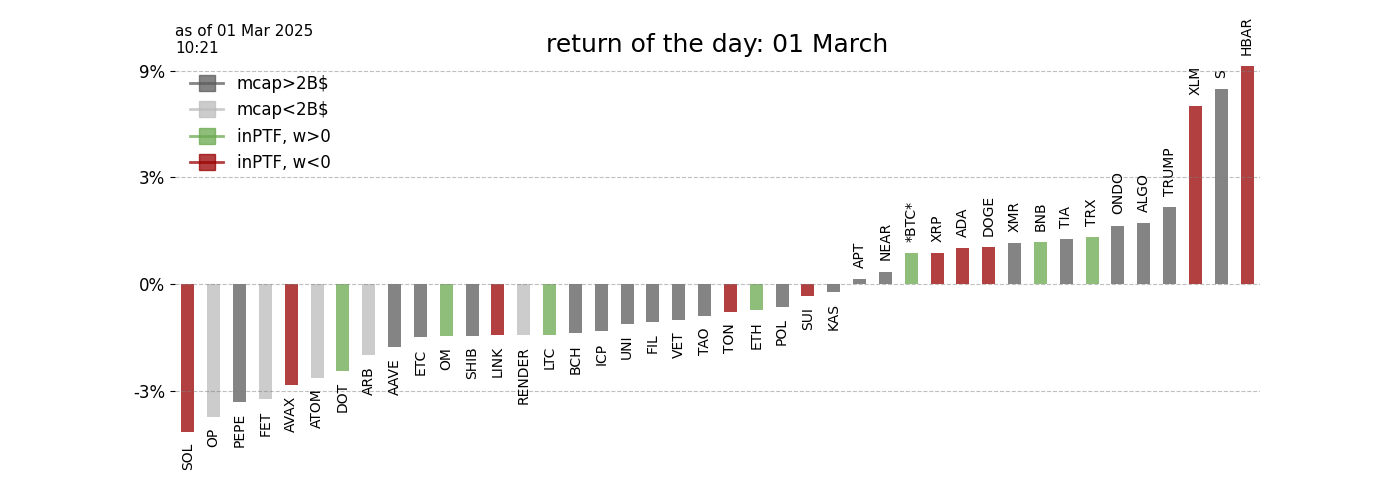 as of 01 Mar 2025
10:21
return of the day: 01 March
9%
3%
0%
-3%
mcap>2B$
mcap<2B$
inPTF, w>0
inPTF, w<0
SOL
OP
PEPE
FET
AVAX
ATOM
DOT
ARB
AAVE
ETC
OM
SHIB
LINK
RENDER
LTC
BCH
ICP
UNI
FIL
VET
TAO
TON
ETH
POL
SUI
KAS
APT
NEAR
*BTC*
XRP
ADA
DOGE
XMR
BNB
TIA
TRX
ONDO
ALGO
TRUMP
XLM
S
HBAR